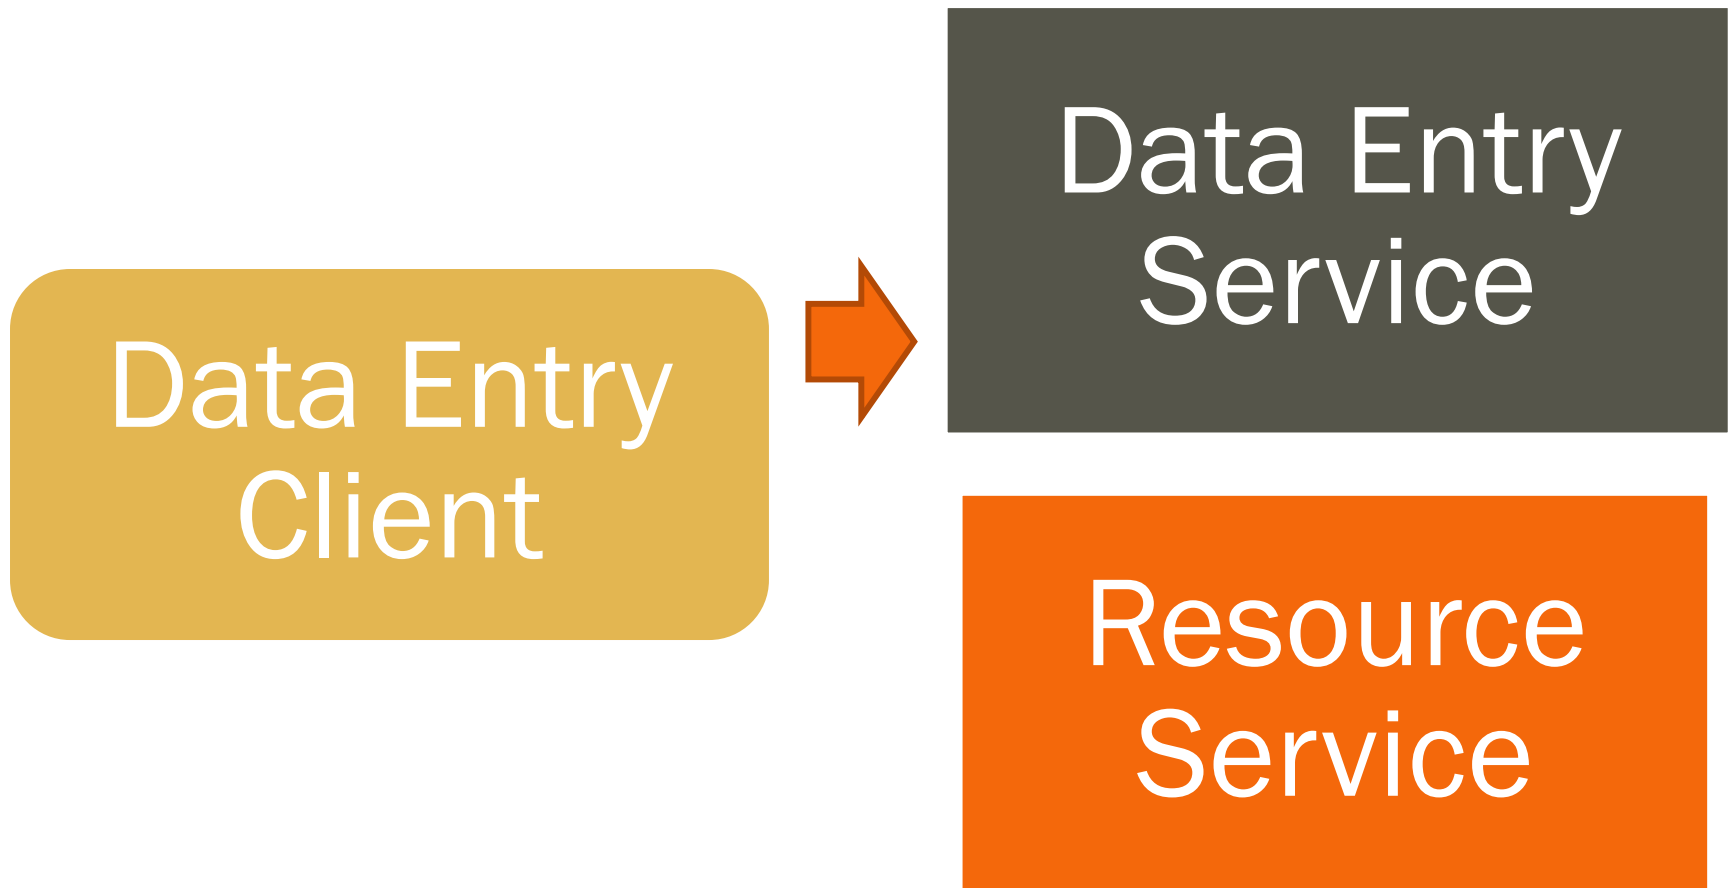 Data Entry
Client
Data Entry
Service
Resource
Service